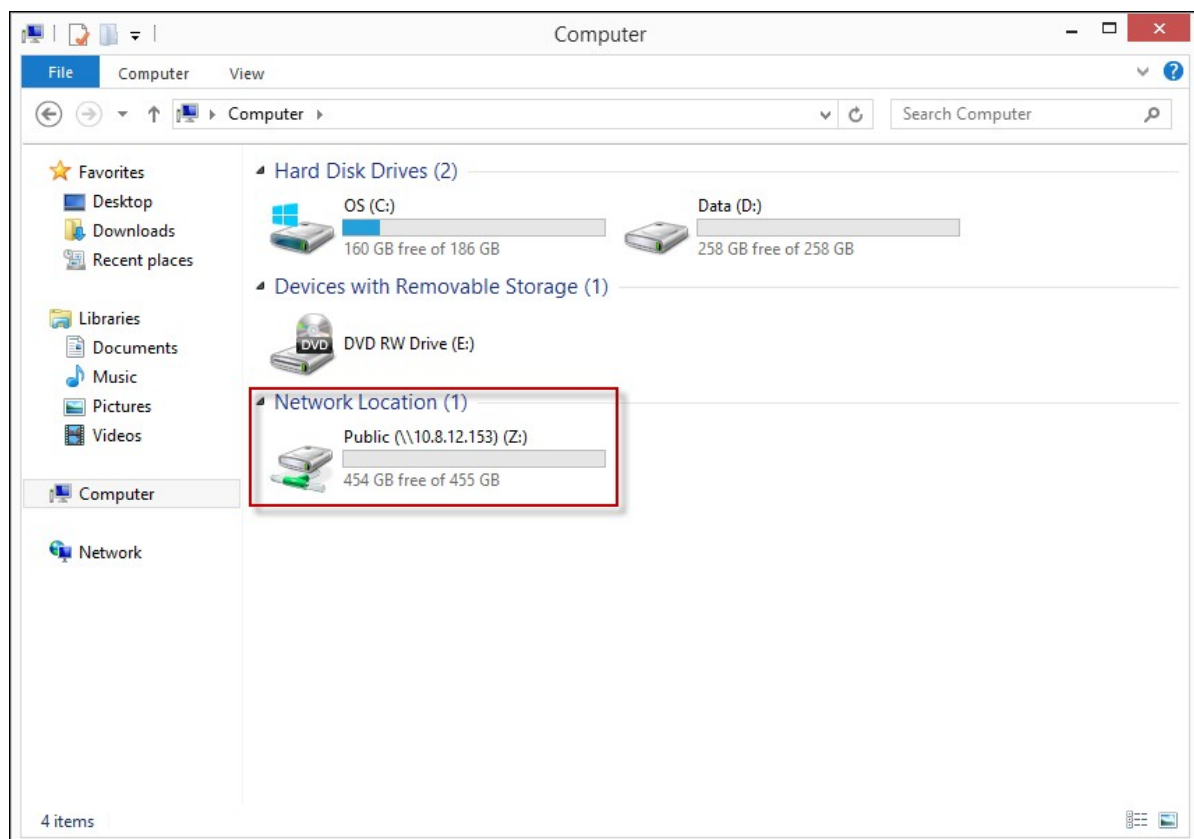 Computer
File Computer View
Computer
Search Computer
Favorites
Desktop
Downloads
Recent places
Libraries
Documents
Music
Pictures
Videos
Computer
Network
Hard Disk Drives (2)
OS (C:)
160 GB free of 186 GB
Data (D:)
258 GB free of 258 GB
Devices with Removable Storage (1)
DVD
DVD RW Drive (E:)
Network Location (1)
Public (\\10.8.12.153) (Z:)
454 GB free of 455 GB
4 items